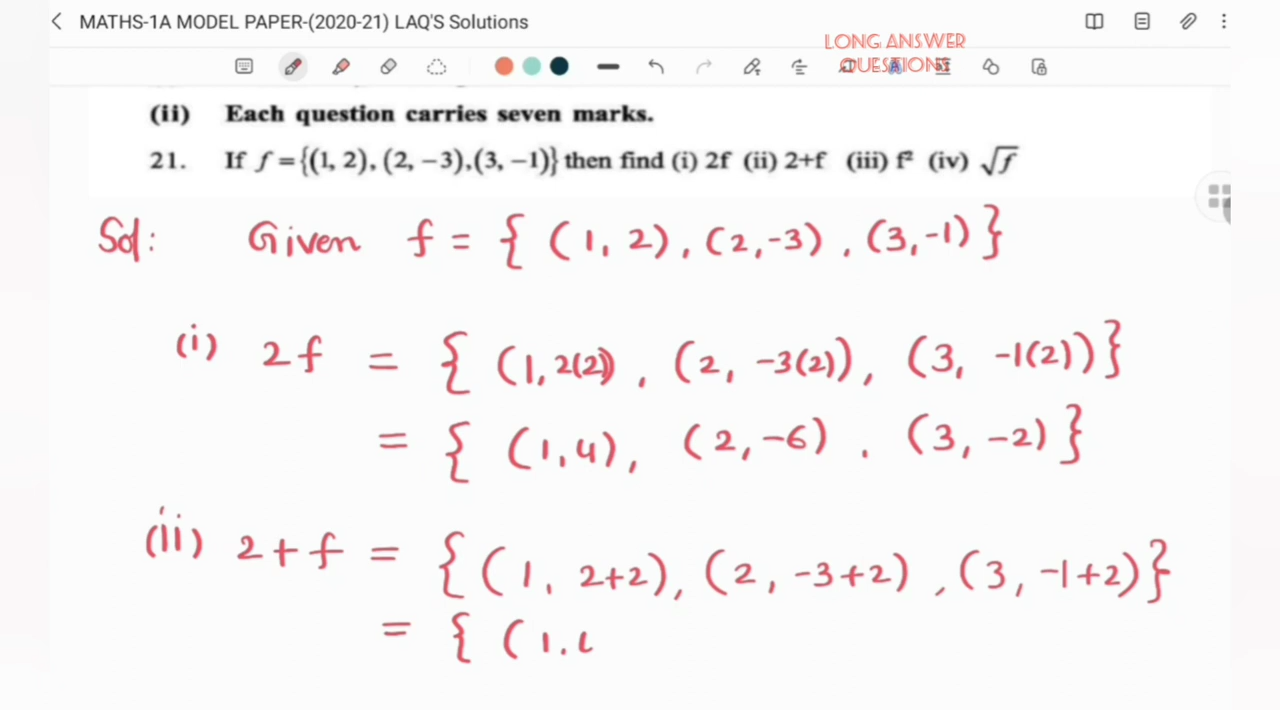 MATHS-1A MODEL PAPER-(2020-21) LAQ'S Solutions
LONG ANSWER
QUESTIONS
(ii) Each question carries seven marks.
21. If f = {(1, 2), (2, −3),(3, −1)} then find (i) 2f (ii) 2+f (iii) f² (iv) √f
Sol: Given f = { (1, 2), (2,-3), (3,-1) }
(i) 2f = { (1, 2(2)), (2, -3(2)), (3, -1(2)) }
= { (1,4), (2,-6), (3,-2) }
(ii) 2+f = { (1, 2+2), (2, -3+2), (3, -1+2) }
= { (1,